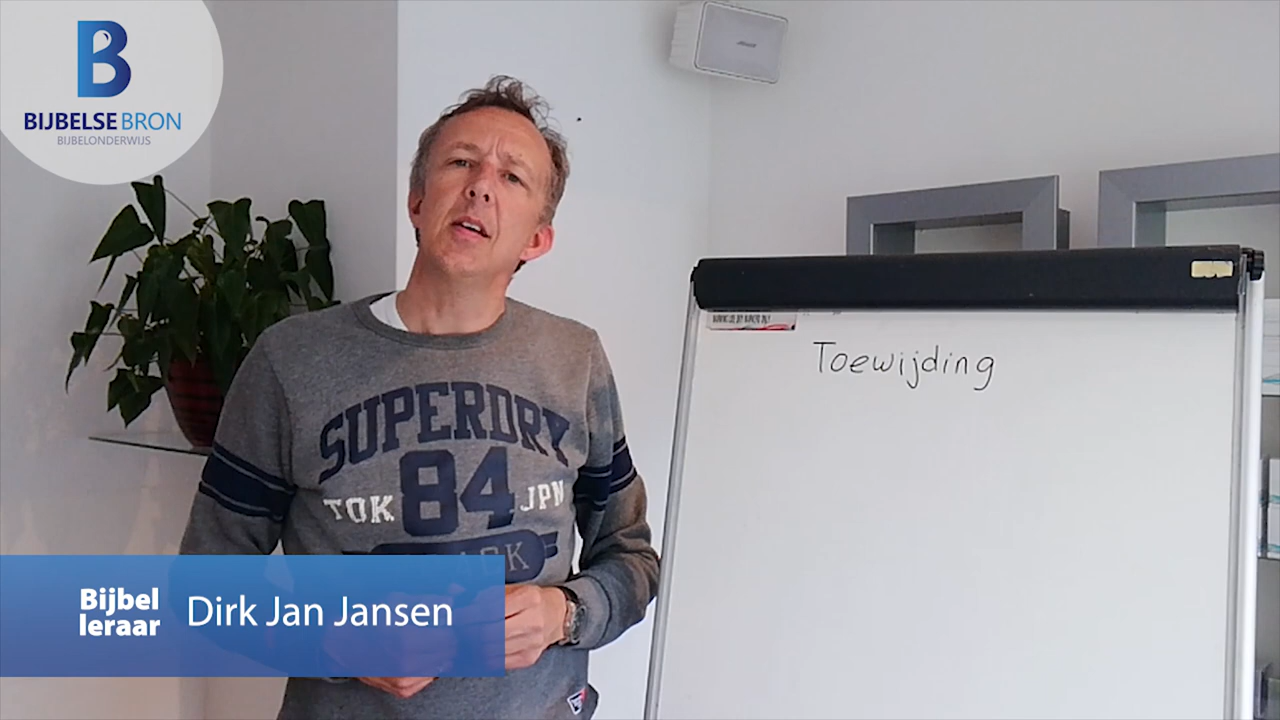 B
BIJBELSE BRON
BIJBELONDERWIJS
Toewijding
SUPERDRY
84
TOK
JPN
Bijbel
leraar
Dirk Jan Jansen